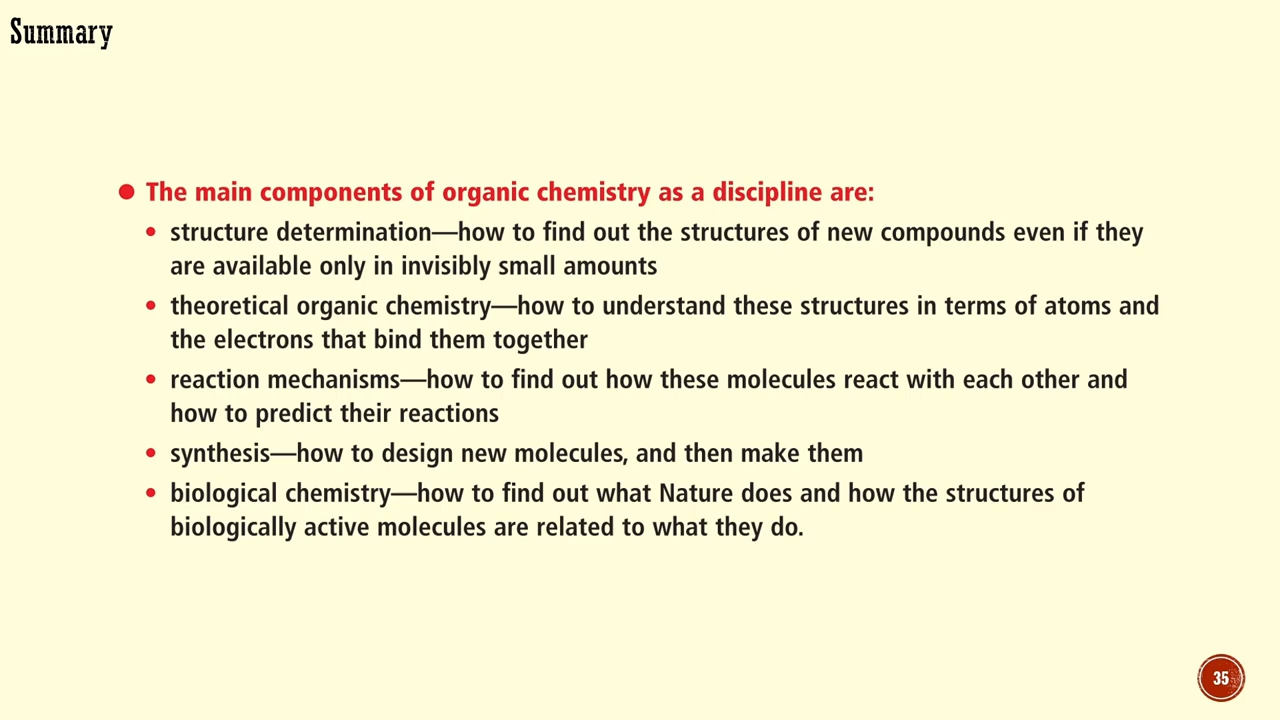 Summary
● The main components of organic chemistry as a discipline are:
• structure determination—how to find out the structures of new compounds even if they
are available only in invisibly small amounts
• theoretical organic chemistry—how to understand these structures in terms of atoms and
the electrons that bind them together
• reaction mechanisms—how to find out how these molecules react with each other and
how to predict their reactions
• synthesis—how to design new molecules, and then make them
• biological chemistry—how to find out what Nature does and how the structures of
biologically active molecules are related to what they do.
35